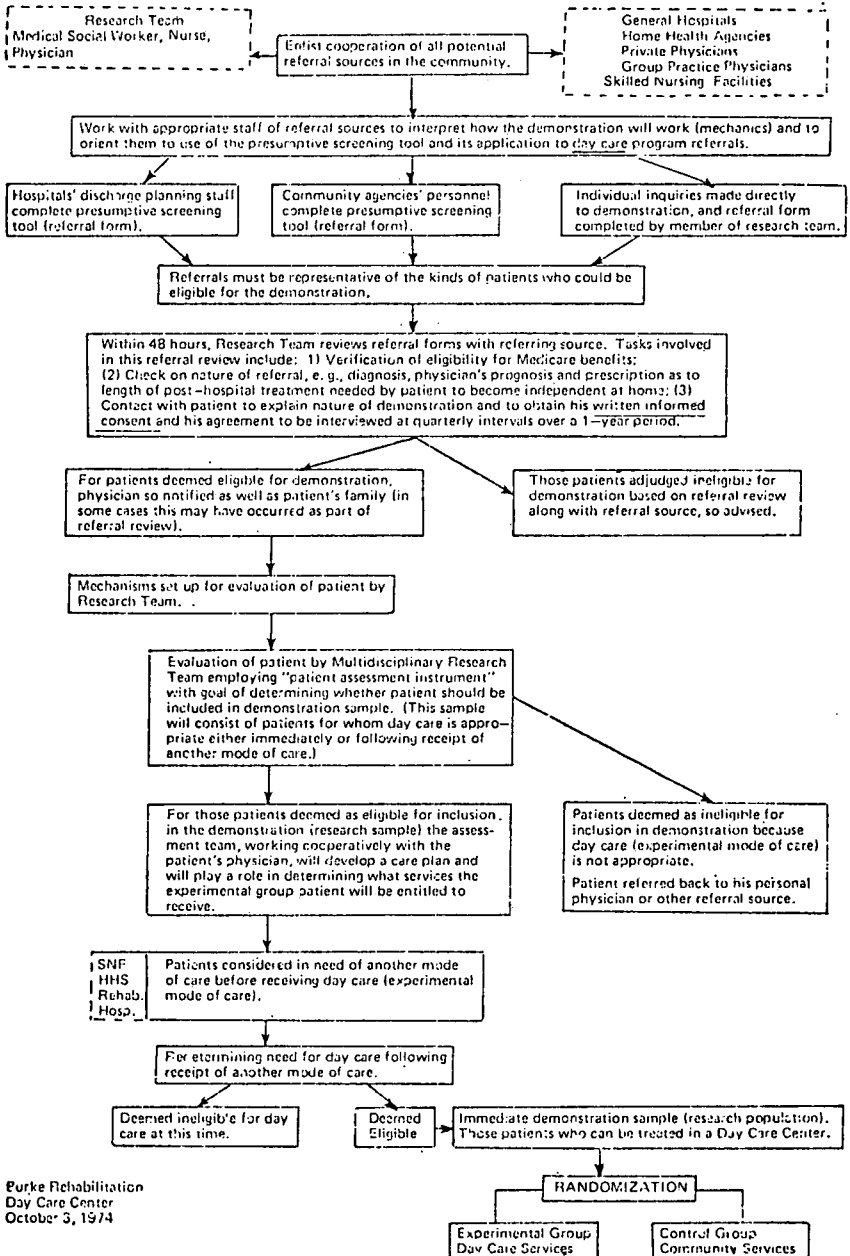 Research Team
Medical Social Worker, Nurse,
Physician
Enlist cooperation of all potential
referral sources in the community.
General Hospitals
Home Health Agencies
Private Physicians
Group Practice Physicians
Skilled Nursing Facilities
Work with appropriate staff of referral sources to interpret how the demonstration will work (mechanics) and to
orient them to use of the presumptive screening tool and its application to day care program referrals.
Hospitals' discharge planning staff
complete presumptive screening
tool (referral form).
Community agencies' personnel
complete presumptive screening
tool (referral form).
Individual inquiries made directly
to demonstration, and referral form
completed by member of research team.
Referrals must be representative of the kinds of patients who could be
eligible for the demonstration.
Within 48 hours, Research Team reviews referral forms with referring source. Tasks involved
in this referral review include: 1) Verification of eligibility for Medicare benefits;
(2) Check on nature of referral, e.g., diagnosis, physician's prognosis and prescription as to
length of post-hospital treatment needed by patient to become independent at home; (3)
Contact with patient to explain nature of demonstration and to obtain his written informed
consent and his agreement to be interviewed at quarterly intervals over a 1-year period.
For patients deemed eligible for demonstration,
physician so notified as well as patient's family (in
some cases this may have occurred as part of
referral review).
Those patients adjudged ineligible for
demonstration based on referral review
along with referral source, so advised.
Mechanisms set up for evaluation of patient by
Research Team. .
Evaluation of patient by Multidisciplinary Research
Team employing "patient assessment instrument"
with goal of determining whether patient should be
included in demonstration sample. (This sample
will consist of patients for whom day care is appro-
priate either immediately or following receipt of
another mode of care.)
For those patients deemed as eligible for inclusion.
in the demonstration (research sample) the assess-
ment team, working cooperatively with the
patient's physician, will develop a care plan and
will play a role in determining what services the
experimental group patient will be entitled to
receive.
Patients deemed as ineligible for
inclusion in demonstration because
day care (experimental mode of care)
is not appropriate.
Patient referred back to his personal
physician or other referral source.
SNF
HHS
Rehab.
Hosp.
Patients considered in need of another mode
of care before receiving day care (experimental
mode of care).
Re etermining need for day care following
receipt of another mode of care.
Deemed ineligible for day
care at this time.
Deemed
Eligible
Immediate demonstration sample (research population).
Those patients who can be treated in a Day Care Center.
RANDOMIZATION
Experimental Group
Day Care Services
Control Group
Community Services
Burke Rehabilitation
Day Care Center
October 3, 1974